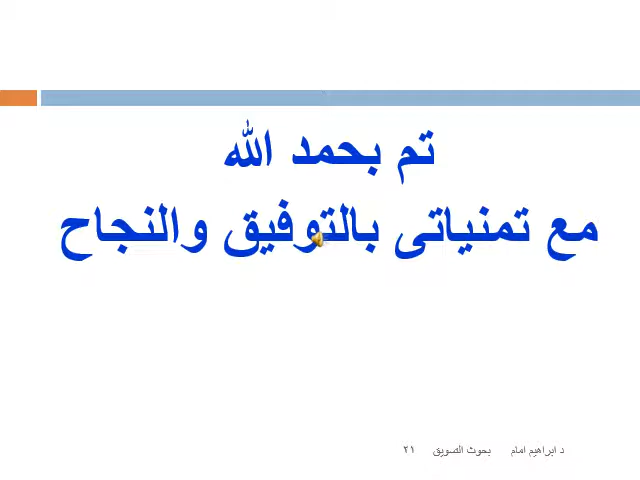 تم بحمد الله
مع تمنياتى بالتوفيق والنجاح
د ابراهيم امام بحوث التسويق ٢١